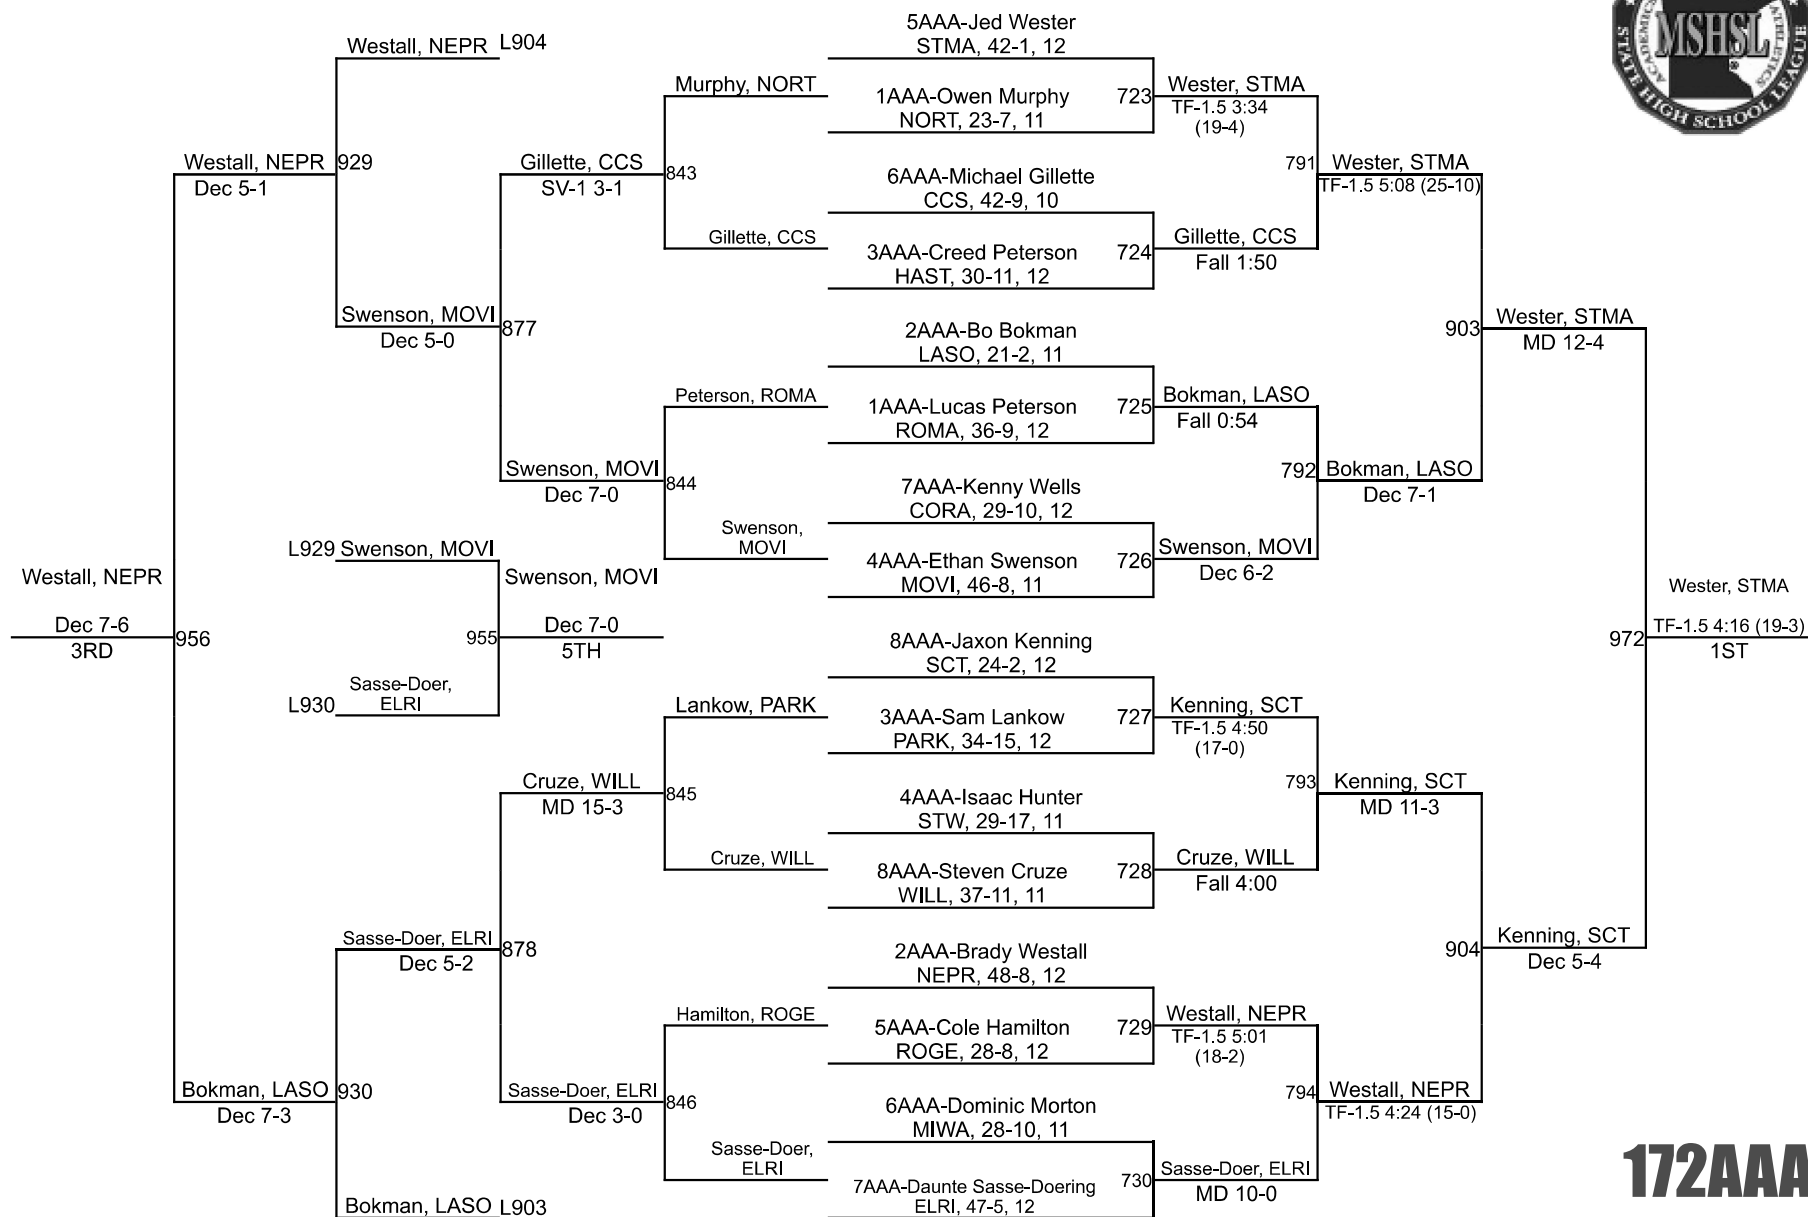 5AAA-Jed Wester
STMA, 42-1, 12
1AAA-Owen Murphy
NORT, 23-7, 11
6AAA-Michael Gillette
CCS, 42-9, 10
3AAA-Creed Peterson
HAST, 30-11, 12
2AAA-Bo Bokman
LASO, 21-2, 11
1AAA-Lucas Peterson
ROMA, 36-9, 12
7AAA-Kenny Wells
CORA, 29-10, 12
4AAA-Ethan Swenson
MOVI, 46-8, 11
8AAA-Jaxon Kenning
SCT, 24-2, 12
3AAA-Sam Lankow
PARK, 34-15, 12
4AAA-Isaac Hunter
STW, 29-17, 11
8AAA-Steven Cruze
WILL, 37-11, 11
2AAA-Brady Westall
NEPR, 48-8, 12
5AAA-Cole Hamilton
ROGE, 28-8, 12
6AAA-Dominic Morton
MIWA, 28-10, 11
7AAA-Daunte Sasse-Doering
ELRI, 47-5, 12
723
Wester, STMA
TF-1.5 3:34
(19-4)
724
Gillette, CCS
Fall 1:50
725
Bokman, LASO
Fall 0:54
726
Swenson, MOVI
Dec 6-2
727
Kenning, SCT
TF-1.5 4:50
(17-0)
728
Cruze, WILL
Fall 4:00
729
Westall, NEPR
TF-1.5 5:01
(18-2)
730
Sasse-Doer, ELRI
MD 10-0
791
Wester, STMA
TF-1.5 5:08 (25-10)
792
Bokman, LASO
Dec 7-1
793
Kenning, SCT
MD 11-3
794
Westall, NEPR
TF-1.5 4:24 (15-0)
903
Wester, STMA
MD 12-4
904
Kenning, SCT
Dec 5-4
972
Wester, STMA
TF-1.5 4:16 (19-3)
1ST
Murphy, NORT
Gillette, CCS
843
Peterson, ROMA
Swenson,
MOVI
844
Lankow, PARK
Cruze, WILL
845
Hamilton, ROGE
Sasse-Doer,
ELRI
846
Gillette, CCS
SV-1 3-1
Swenson, MOVI
Dec 7-0
877
Cruze, WILL
MD 15-3
Sasse-Doer, ELRI
Dec 3-0
878
Westall, NEPR L904
Swenson, MOVI
Dec 5-0
929
Sasse-Doer, ELRI
Dec 5-2
Bokman, LASO L903
930
L929 Swenson, MOVI
L930
Sasse-Doer,
ELRI
955
Swenson, MOVI
Dec 7-0
5TH
Westall, NEPR
Dec 5-1
Bokman, LASO
Dec 7-3
956
Westall, NEPR
Dec 7-6
3RD
MSHSL
ACADEMICS
ATHLETICS
STATE HIGH SCHOOL LEAGUE
172AAA